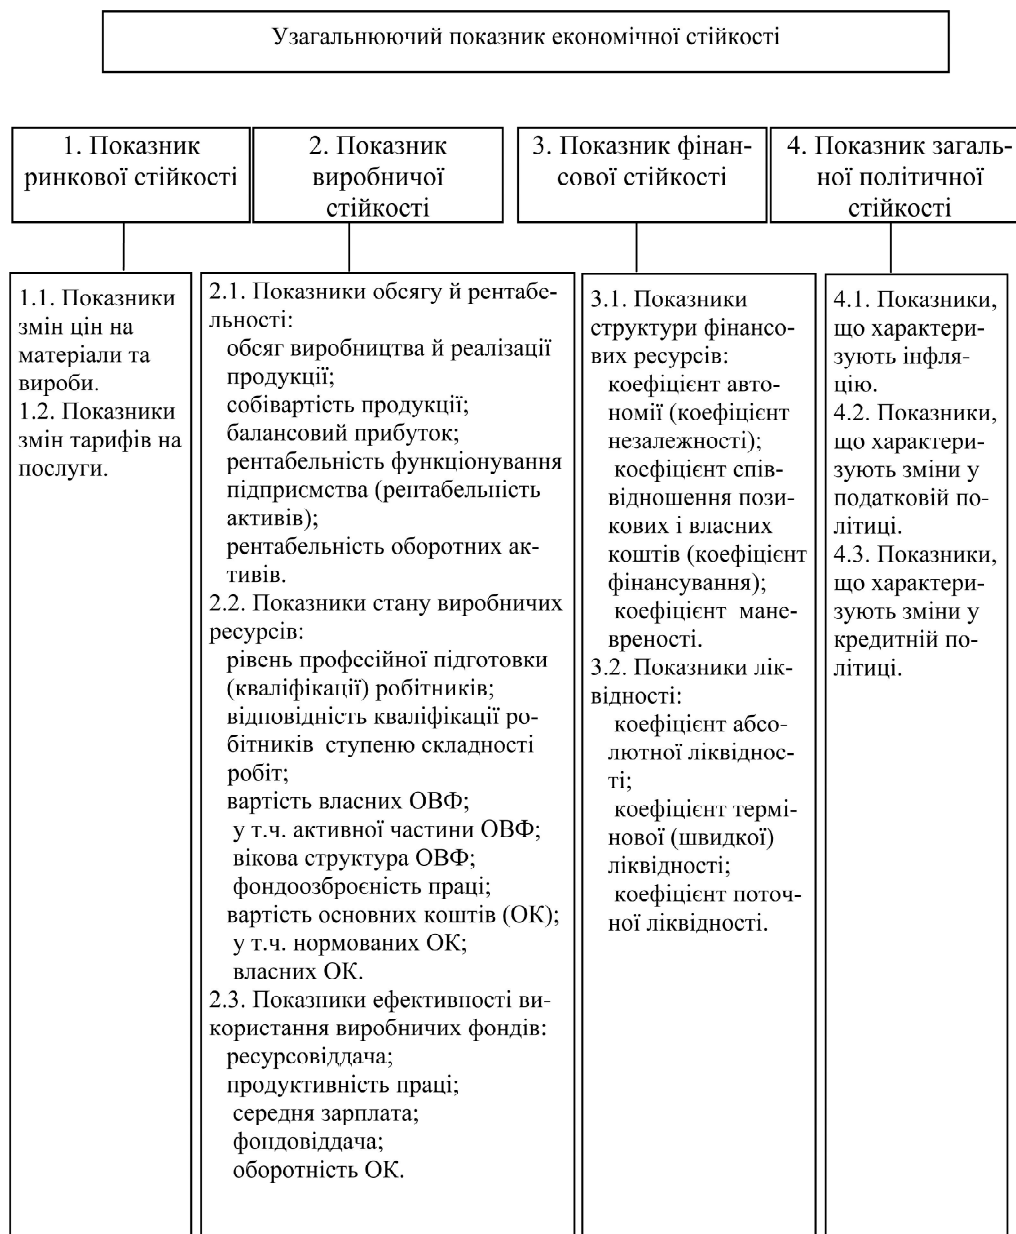 Узагальнюючий показник економічної стійкості
1. Показник
ринкової стійкості
2. Показник
виробничої
стійкості
3. Показник фінан-
сової стійкості
4. Показник загаль-
ної політичної
стійкості
1.1. Показники
змін цін на
матеріали та
вироби.
1.2. Показники
змін тарифів на
послуги.
2.1. Показники обсягу й рентабе-
льності:
обсяг виробництва й реалізації
продукції;
собівартість продукції;
балансовий прибуток;
рентабельність функціонування
підприємства (рентабельність
активів);
рентабельність оборотних ак-
тивів.
2.2. Показники стану виробничих
ресурсів:
рівень професійної підготовки
(кваліфікації) робітників;
відповідність кваліфікації ро-
бітників ступеню складності
робіт;
вартість власних ОВФ;
у т.ч. активної частини ОВФ;
вікова структура ОВФ;
фондоозброєність праці;
вартість основних коштів (ОК);
у т.ч. нормованих ОК;
власних ОК.
2.3. Показники ефективності ви-
користання виробничих фондів:
ресурсовіддача;
продуктивність праці;
середня зарплата;
фондовіддача;
оборотність ОК.
3.1. Показники
структури фінансо-
вих ресурсів:
коефіцієнт авто-
номії (коефіцієнт
незалежності);
коефіцієнт спів-
відношення пози-
кових і власних
коштів (коефіцієнт
фінансування);
коефіцієнт мане-
вреності.
3.2. Показники лік-
відності:
коефіцієнт абсо-
лютної ліквіднос-
ті;
коефіцієнт термі-
нової (швидкої)
ліквідності;
коефіцієнт поточ-
ної ліквідності.
4.1. Показники,
що характери-
зують інфля-
цію.
4.2. Показники,
що характери-
зують зміни у
податковій по-
літиці.
4.3. Показники,
що характери-
зують зміни у
кредитній по-
літиці.